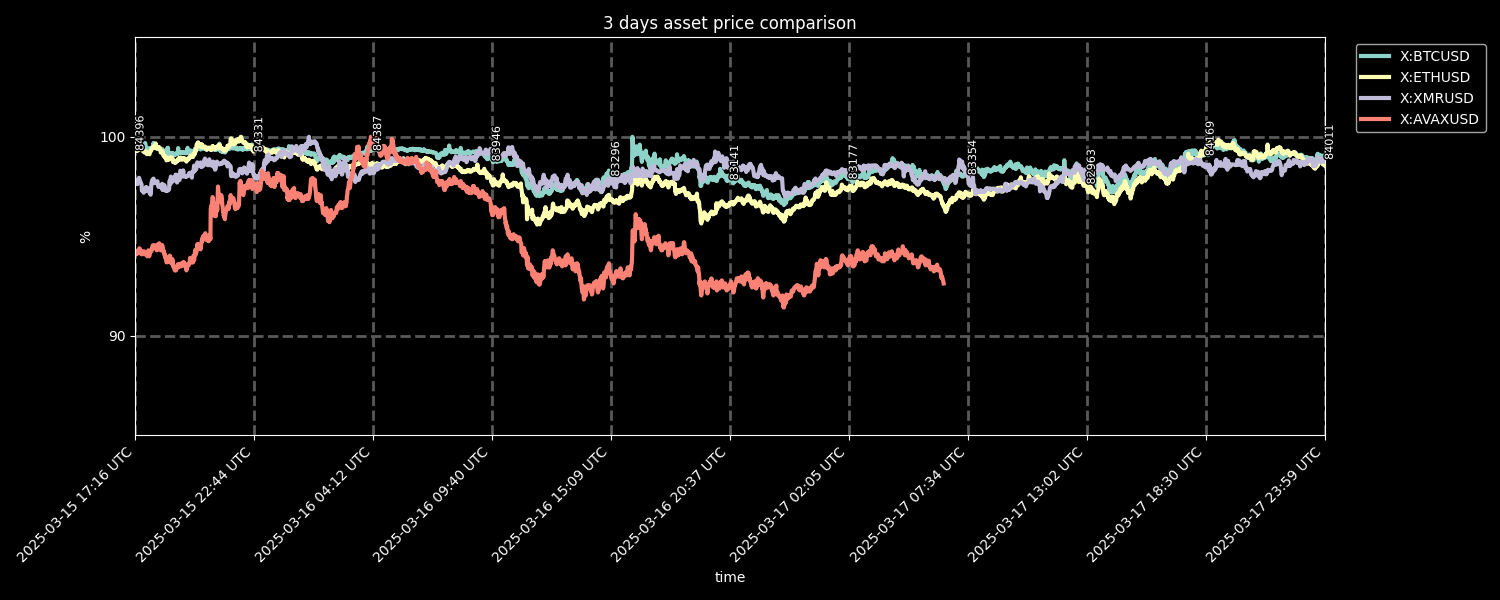 3 days asset price comparison
X:BTCUSD
X:ETHUSD
X:XMRUSD
X:AVAXUSD
100
90
%
84396
84331
84387
83946
83296
83141
83177
83354
82963
84169
84011
2025-03-15 17:16 UTC
2025-03-15 22:44 UTC
2025-03-16 04:12 UTC
2025-03-16 09:40 UTC
2025-03-16 15:09 UTC
2025-03-16 20:37 UTC
2025-03-17 02:05 UTC
2025-03-17 07:34 UTC
2025-03-17 13:02 UTC
2025-03-17 18:30 UTC
2025-03-17 23:59 UTC
time